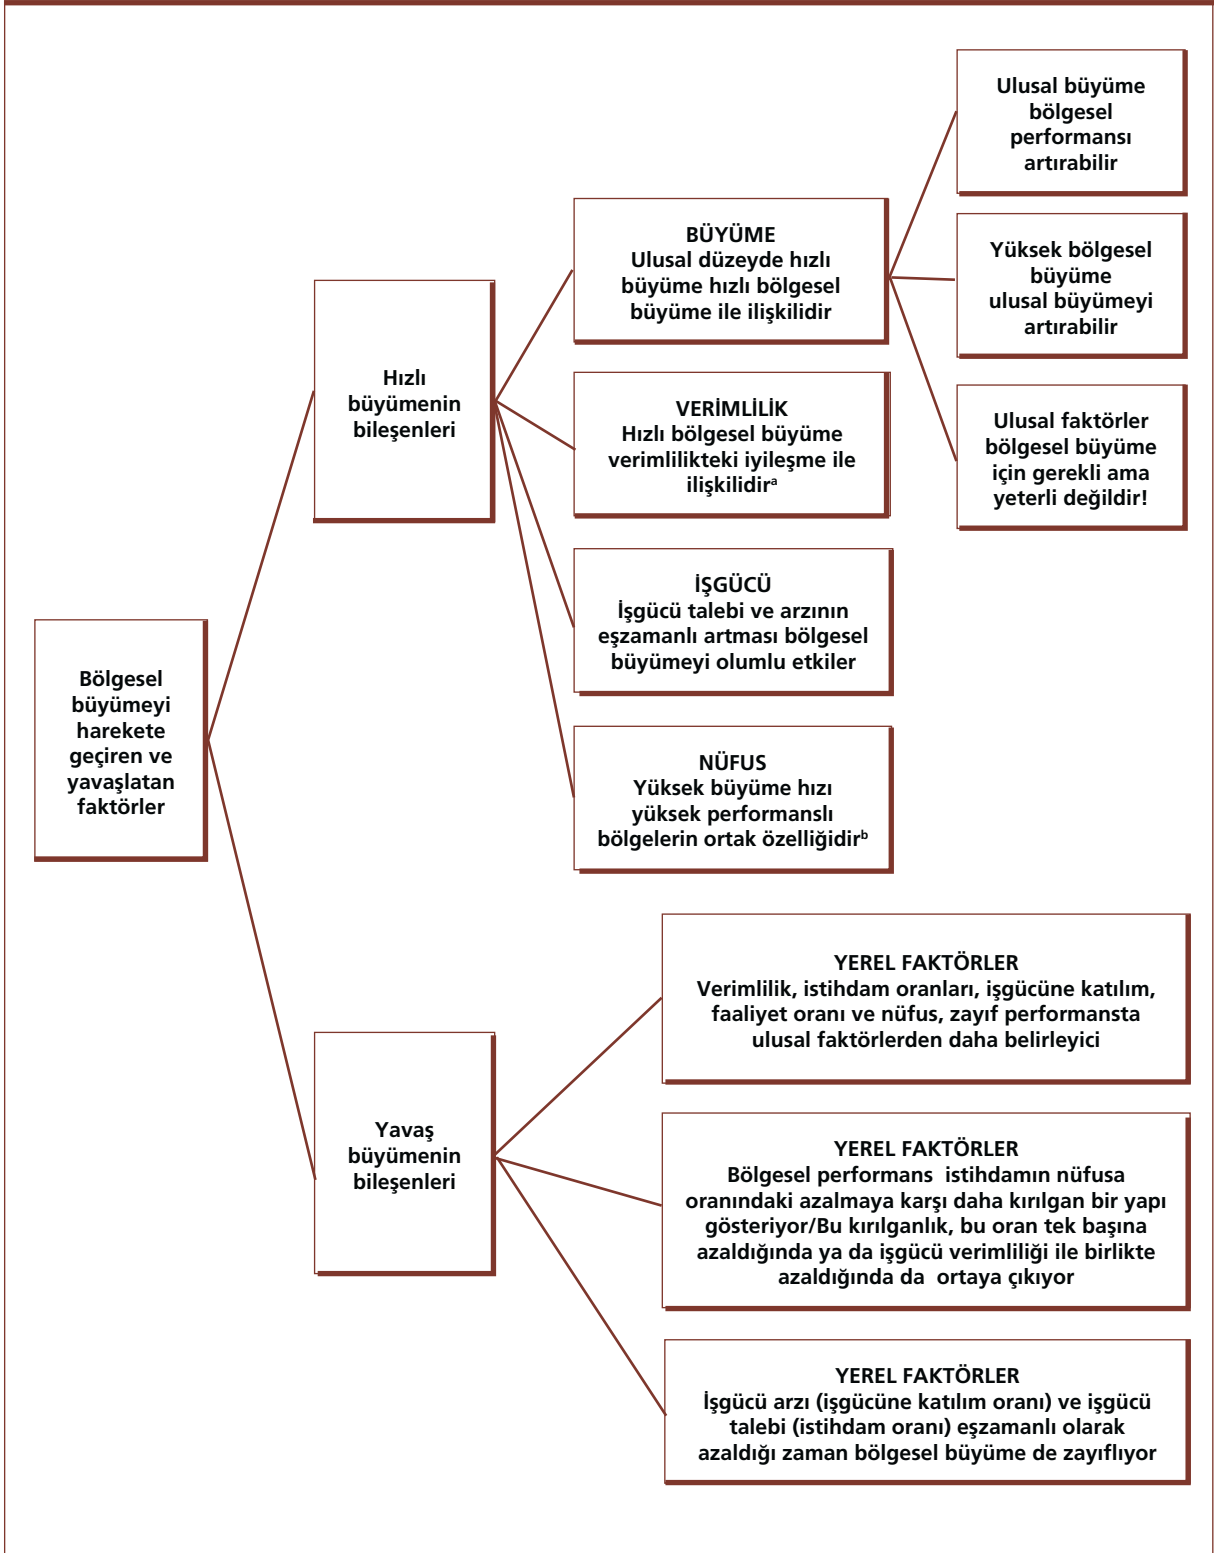 Bölgesel
büyümeyi
harekete
geçiren ve
yavaşlatan
faktörler
Hızlı
büyümenin
bileşenleri
BÜYÜME
Ulusal düzeyde hızlı
büyüme hızlı bölgesel
büyüme ile ilişkilidir
Ulusal büyüme
bölgesel
performansı
artırabilir
Yüksek bölgesel
büyüme
ulusal büyümeyi
artırabilir
Ulusal faktörler
bölgesel büyüme
için gerekli ama
yeterli değildir!
VERİMLİLİK
Hızlı bölgesel büyüme
verimlilikteki iyileşme ile
ilişkilidirᵃ
İŞGÜCÜ
İşgücü talebi ve arzının
eşzamanlı artması bölgesel
büyümeyi olumlu etkiler
NÜFUS
Yüksek büyüme hızı
yüksek performanslı
bölgelerin ortak özelliğidirᵇ
Yavaş
büyümenin
bileşenleri
YEREL FAKTÖRLER
Verimlilik, istihdam oranları, işgücüne katılım,
faaliyet oranı ve nüfus, zayıf performansta
ulusal faktörlerden daha belirleyici
YEREL FAKTÖRLER
Bölgesel performans istihdamın nüfusa
oranındaki azalmaya karşı daha kırılgan bir yapı
gösteriyor/Bu kırılganlık, bu oran tek başına
azaldığında ya da işgücü verimliliği ile birlikte
azaldığında da ortaya çıkıyor
YEREL FAKTÖRLER
İşgücü arzı (işgücüne katılım oranı) ve işgücü
talebi (istihdam oranı) eşzamanlı olarak
azaldığı zaman bölgesel büyüme de zayıflıyor